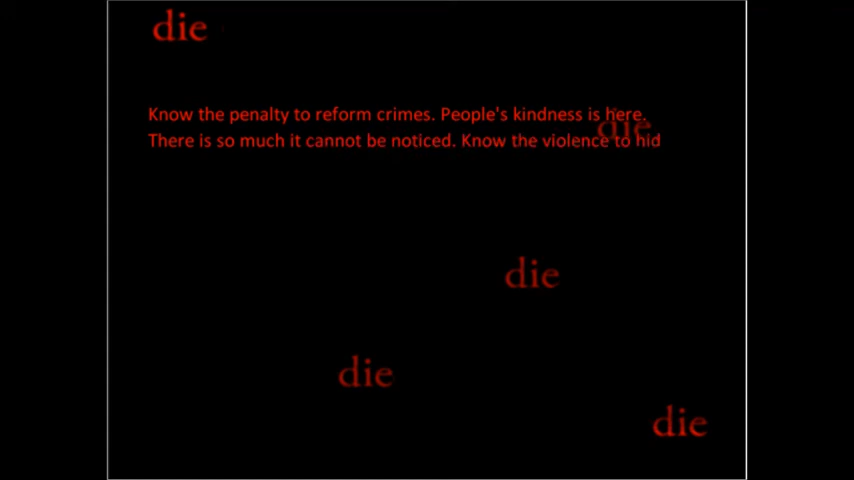 die
Know the penalty to reform crimes. People's kindness is here.
die
There is so much it cannot be noticed. Know the violence to hid
die
die
die